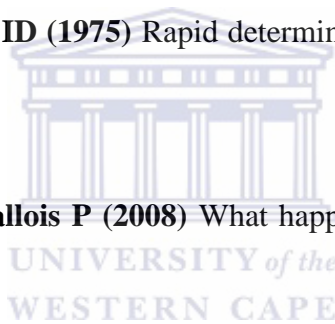 ID (1975) Rapid determin
allois P (2008) What happ
UNIVERSITY of the
WESTERN CAPE